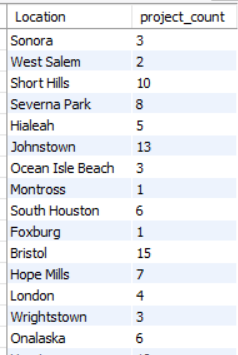 Location project_count
Sonora 3
West Salem 2
Short Hills 10
Severna Park 8
Hialeah 5
Johnstown 13
Ocean Isle Beach 3
Montross 1
South Houston 6
Foxburg 1
Bristol 15
Hope Mills 7
London 4
Wrightstown 3
Onalaska 6